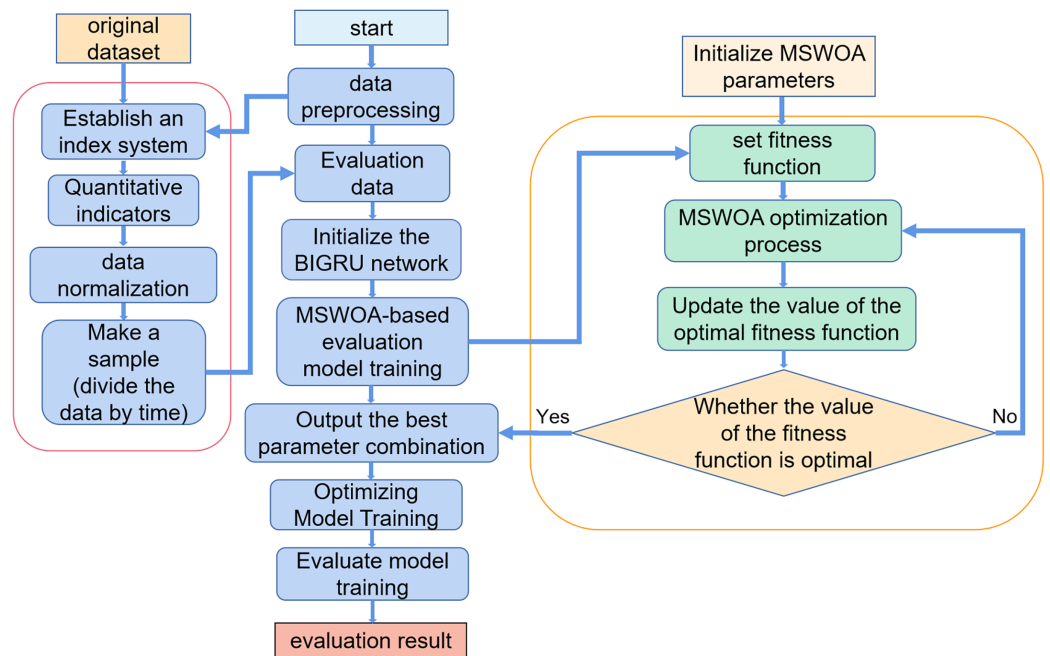 original
dataset
Establish an
index system
Quantitative
indicators
data
normalization
Make a
sample
(divide the
data by time)
start
data
preprocessing
Evaluation
data
Initialize the
BIGRU network
MSWOA-based
evaluation
model training
Output the best
parameter combination
Optimizing
Model Training
Evaluate model
training
evaluation result
Initialize MSWOA
parameters
set fitness
function
MSWOA optimization
process
Update the value of the
optimal fitness function
Whether the value
of the fitness
function is optimal
Yes
No